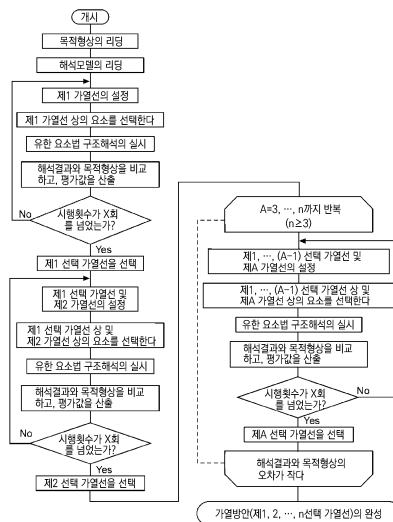 개시
목적형상의 리딩
해석모델의 리딩
제1 가열선의 설정
제1 가열선 상의 요소를 선택한다
유한 요소법 구조해석의 실시
해석결과와 목적형상을 비교
하고, 평가값을 산출
시행횟수가 X회
를 넘었는가?
No
Yes
제1 선택 가열선을 선택
제1 선택 가열선 및
제2 가열선의 설정
제1 선택 가열선 상 및
제2 가열선 상의 요소를 선택한다
유한 요소법 구조해석의 실시
해석결과와 목적형상을 비교
하고, 평가값을 산출
시행횟수가 X회
를 넘었는가?
No
Yes
제2 선택 가열선을 선택
A=3, …, n까지 반복
(n≥3)
제1, …, (A-1) 선택 가열선 및
제A 가열선의 설정
제1, …, (A-1) 선택 가열선 및
제A 가열선 상의 요소를 선택한다
유한 요소법 구조해석의 실시
해석결과와 목적형상을 비교
하고, 평가값을 산출
시행횟수가 X회
를 넘었는가?
No
Yes
제A 선택 가열선을 선택
해석결과와 목적형상의
오차가 작다
가열방안(제1, 2, …, n선택 가열선)의 완성